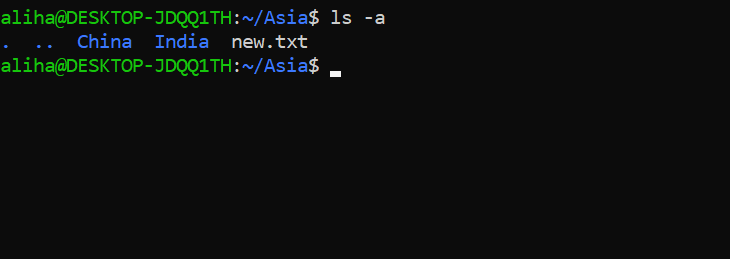 aliha@DESKTOP-JDQQ1TH:~/Asia$ ls -a
.  ..  China  India  new.txt
aliha@DESKTOP-JDQQ1TH:~/Asia$